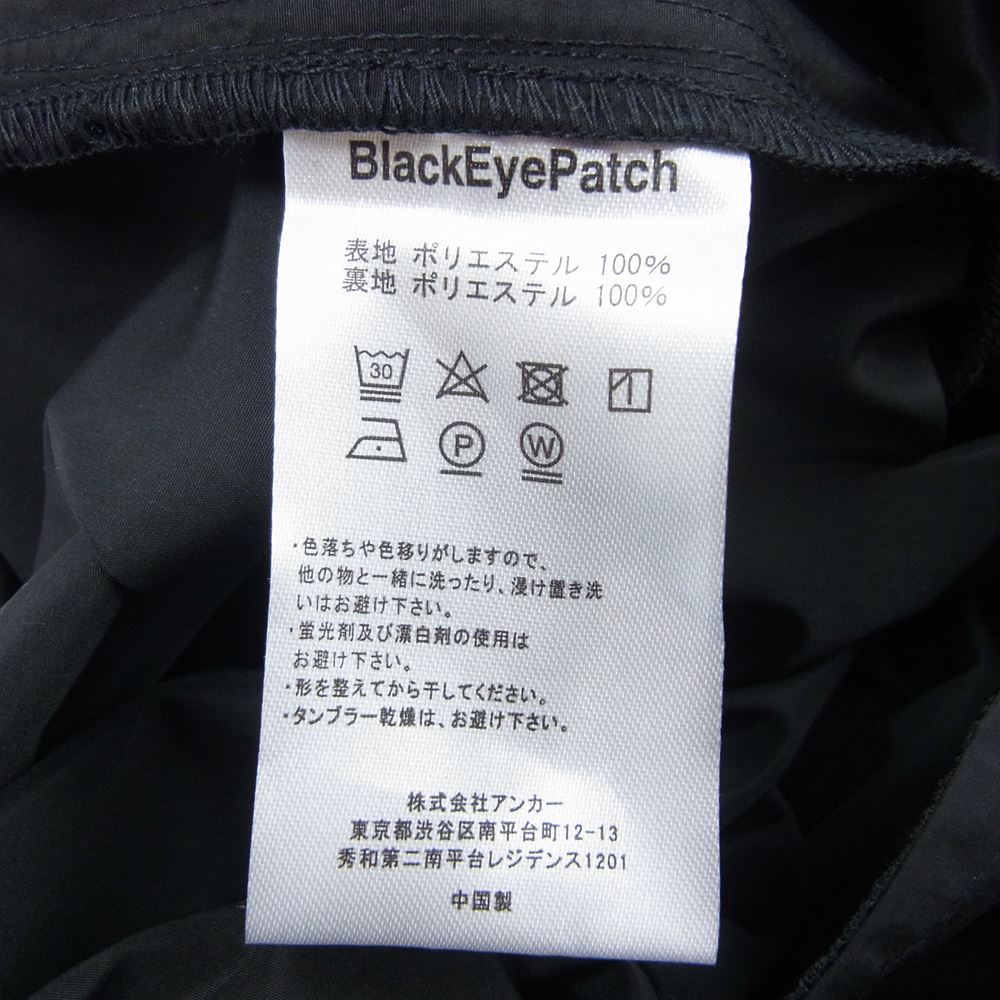 BlackEyePatch
表地 ポリエステル 100%
裏地 ポリエステル 100%
30
P
W
・色落ちや色移りがしますので、
他の物と一緒に洗ったり、浸け置き洗
いはお避け下さい。
・蛍光剤及び漂白剤の使用は
お避け下さい。
・形を整えてから干してください。
・タンブラー乾燥は、お避け下さい。
株式会社アンカー
東京都渋谷区南平台町12-13
秀和第二南平台レジデンス1201
中国製